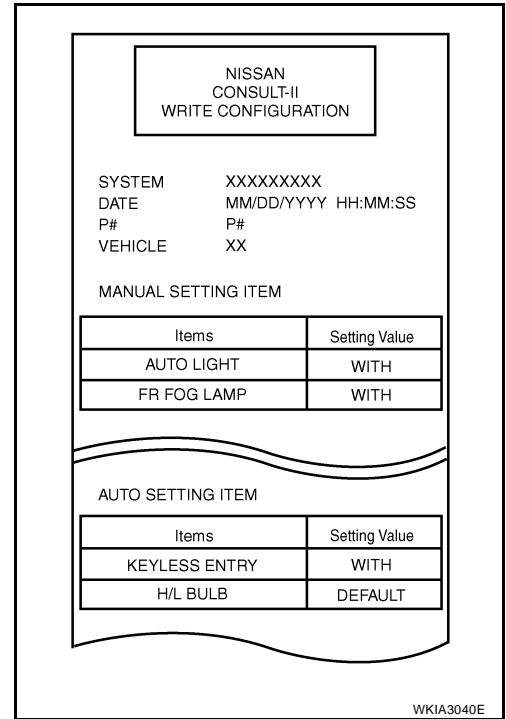 NISSAN
CONSULT-II
WRITE CONFIGURATION
SYSTEM XXXXXXXXX
DATE MM/DD/YYYY HH:MM:SS
P# P#
VEHICLE XX
MANUAL SETTING ITEM
Items Setting Value
AUTO LIGHT WITH
FR FOG LAMP WITH
AUTO SETTING ITEM
Items Setting Value
KEYLESS ENTRY WITH
H/L BULB DEFAULT
WKIA3040E